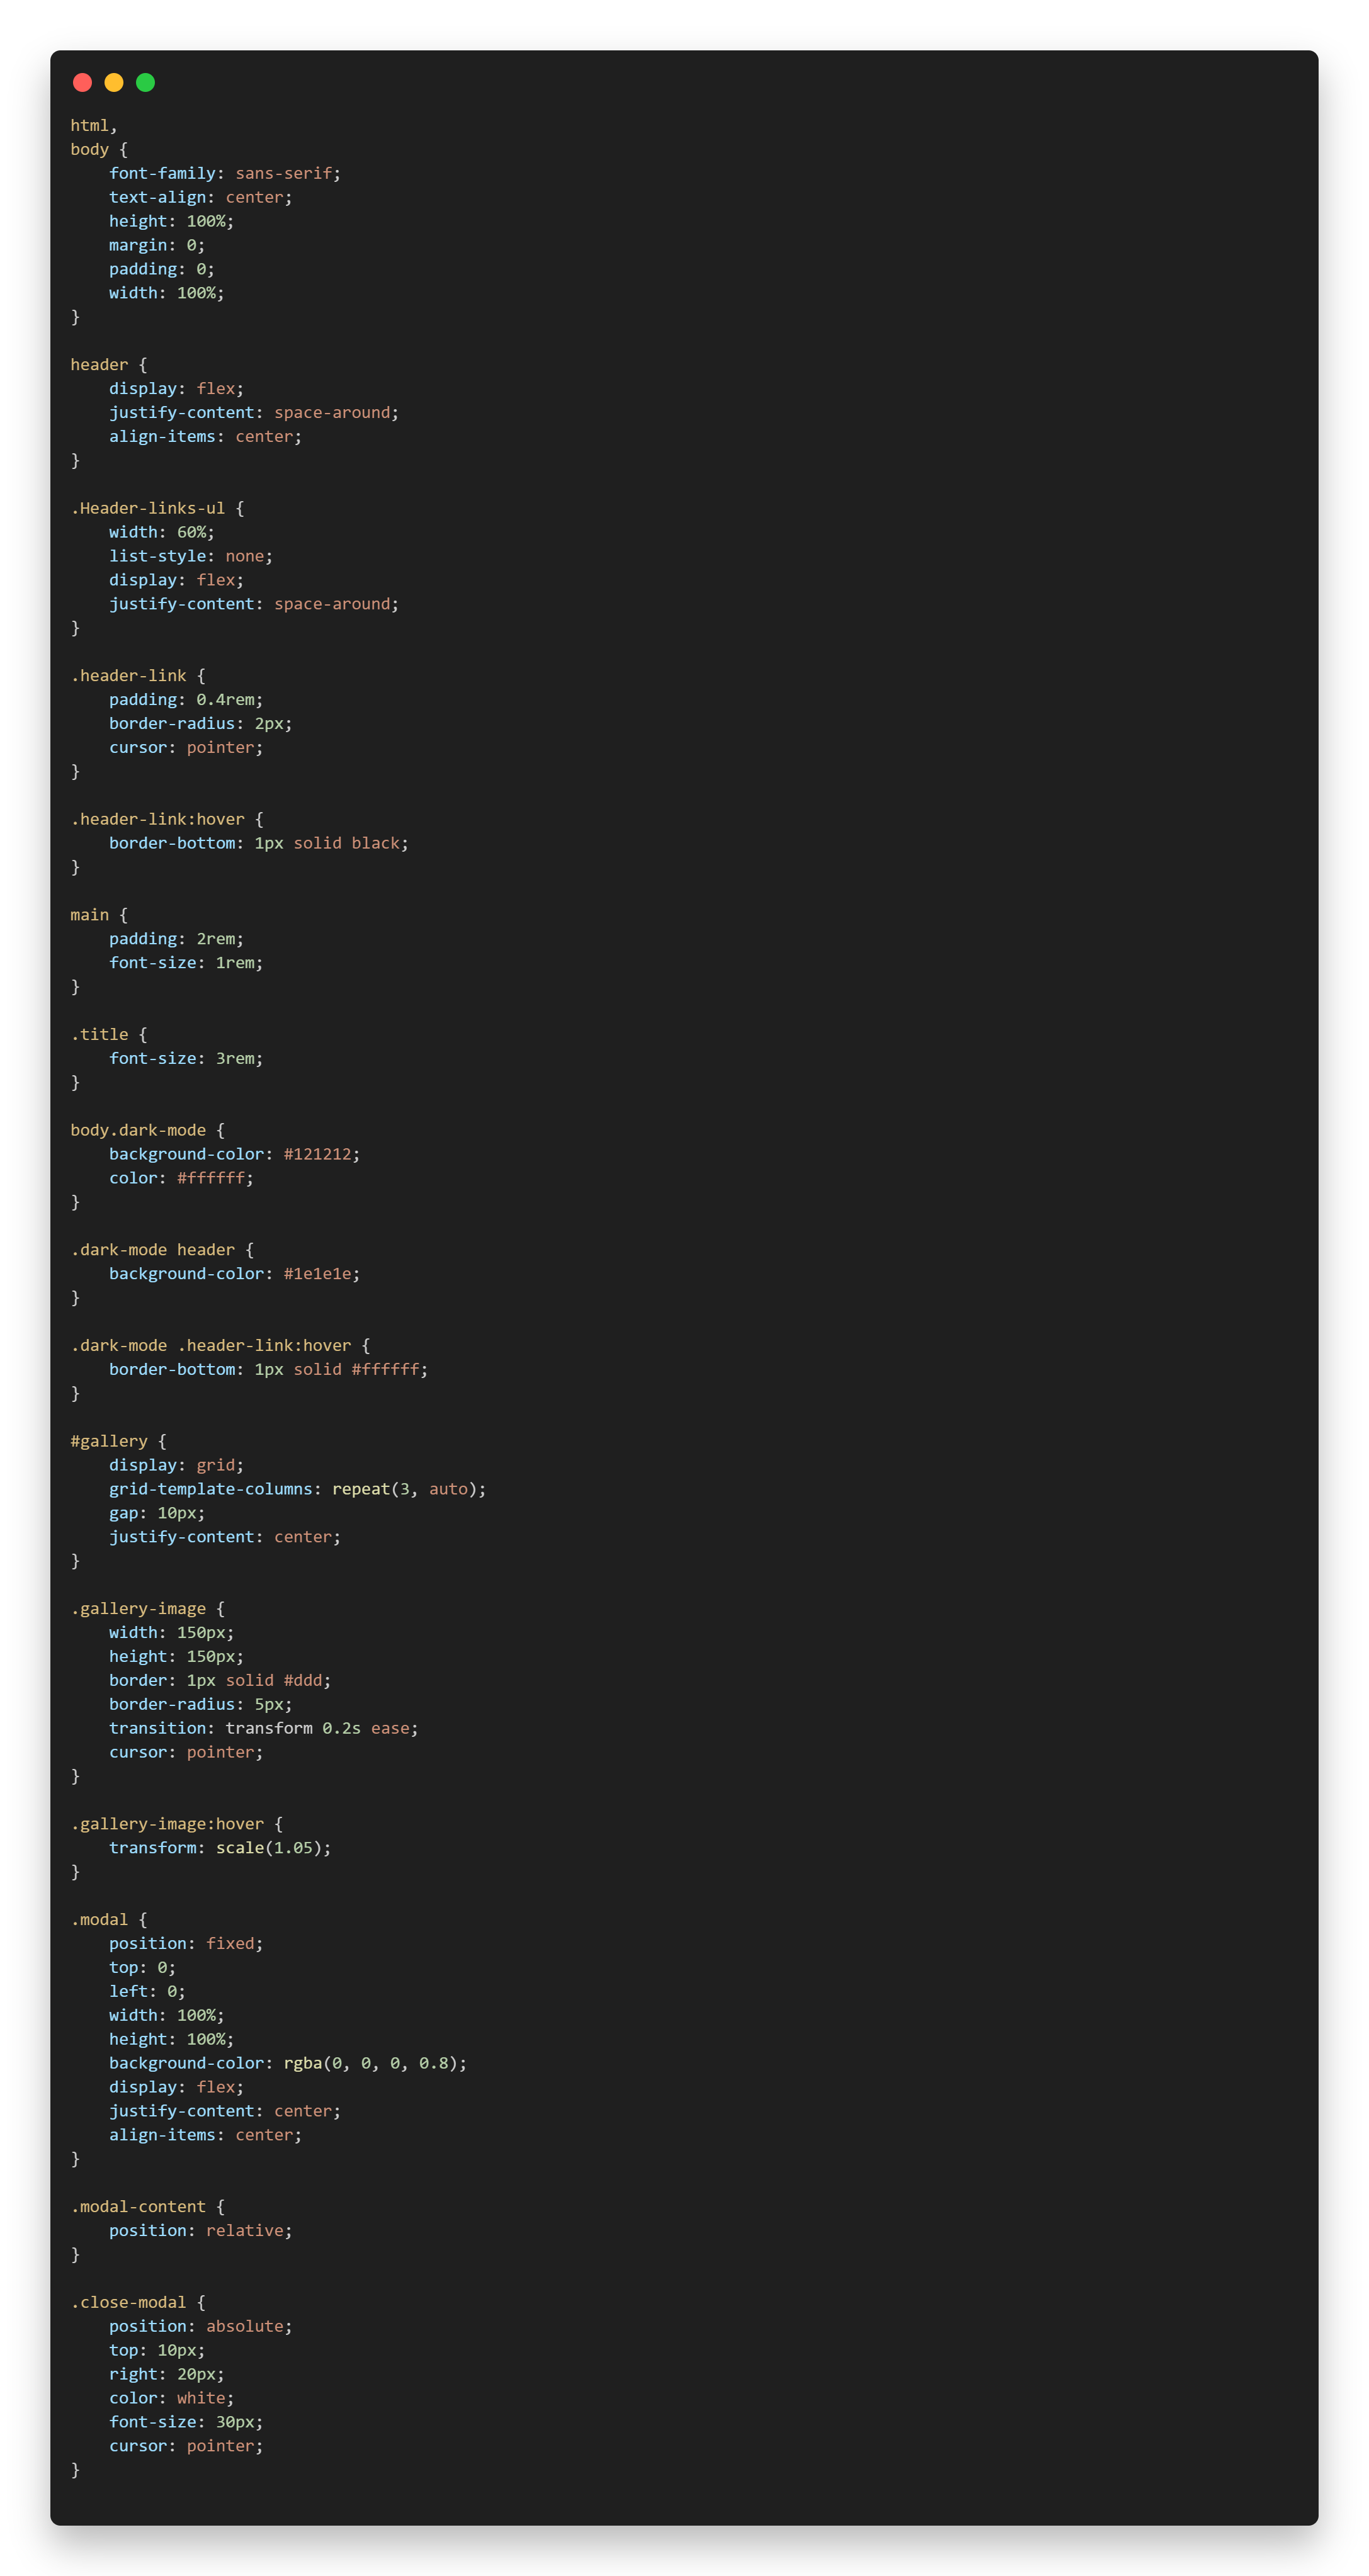 html,
body {
    font-family: sans-serif;
    text-align: center;
    height: 100%;
    margin: 0;
    padding: 0;
    width: 100%;
}

header {
    display: flex;
    justify-content: space-around;
    align-items: center;
}

.Header-links-ul {
    width: 60%;
    list-style: none;
    display: flex;
    justify-content: space-around;
}

.header-link {
    padding: 0.4rem;
    border-radius: 2px;
    cursor: pointer;
}

.header-link:hover {
    border-bottom: 1px solid black;
}

main {
    padding: 2rem;
    font-size: 1rem;
}

.title {
    font-size: 3rem;
}

body.dark-mode {
    background-color: #121212;
    color: #ffffff;
}

.dark-mode header {
    background-color: #1e1e1e;
}

.dark-mode .header-link:hover {
    border-bottom: 1px solid #ffffff;
}

#gallery {
    display: grid;
    grid-template-columns: repeat(3, auto);
    gap: 10px;
    justify-content: center;
}

.gallery-image {
    width: 150px;
    height: 150px;
    border: 1px solid #ddd;
    border-radius: 5px;
    transition: transform 0.2s ease;
    cursor: pointer;
}

.gallery-image:hover {
    transform: scale(1.05);
}

.modal {
    position: fixed;
    top: 0;
    left: 0;
    width: 100%;
    height: 100%;
    background-color: rgba(0, 0, 0, 0.8);
    display: flex;
    justify-content: center;
    align-items: center;
}

.modal-content {
    position: relative;
}

.close-modal {
    position: absolute;
    top: 10px;
    right: 20px;
    color: white;
    font-size: 30px;
    cursor: pointer;
}